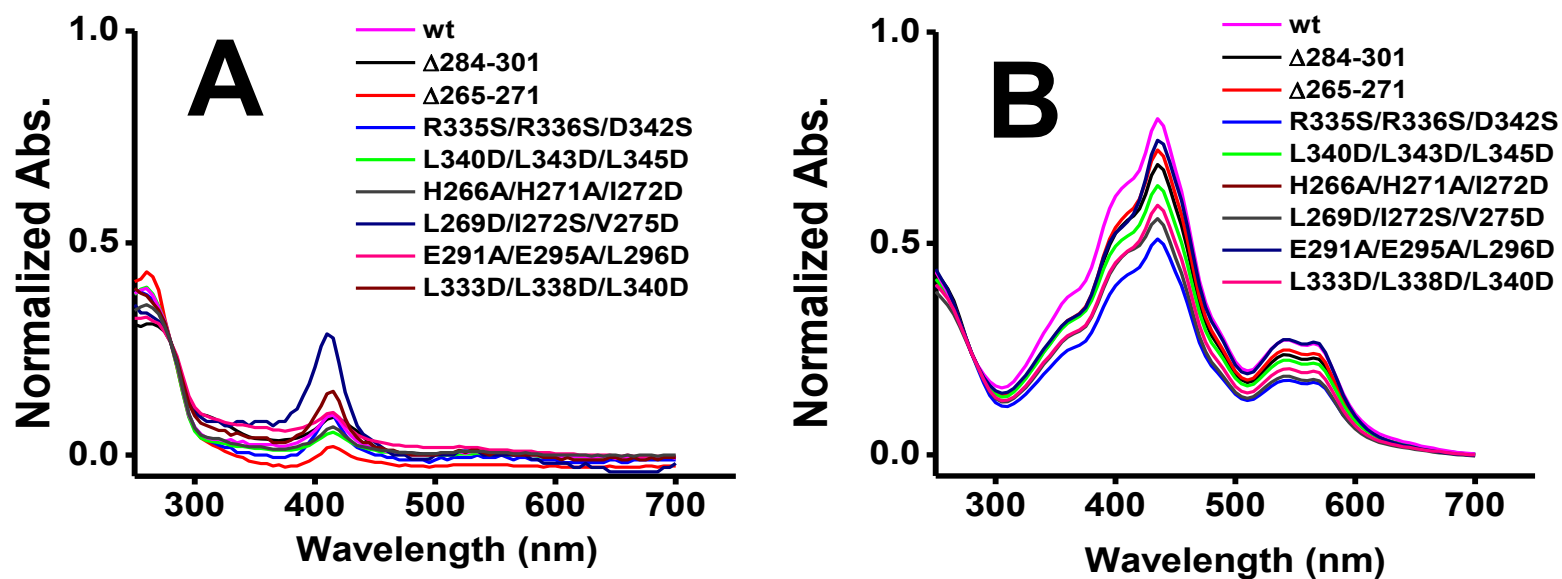 A
Normalized Abs.
1.0
0.5
0.0
300 400 500 600 700
Wavelength (nm)
wt
Δ284-301
Δ265-271
R335S/R336S/D342S
L340D/L343D/L345D
H266A/H271A/I272D
L269D/I272S/V275D
E291A/E295A/L296D
L333D/L338D/L340D
B
Normalized Abs.
1.0
0.5
0.0
300 400 500 600 700
Wavelength (nm)
wt
Δ284-301
Δ265-271
R335S/R336S/D342S
L340D/L343D/L345D
H266A/H271A/I272D
L269D/I272S/V275D
E291A/E295A/L296D
L333D/L338D/L340D